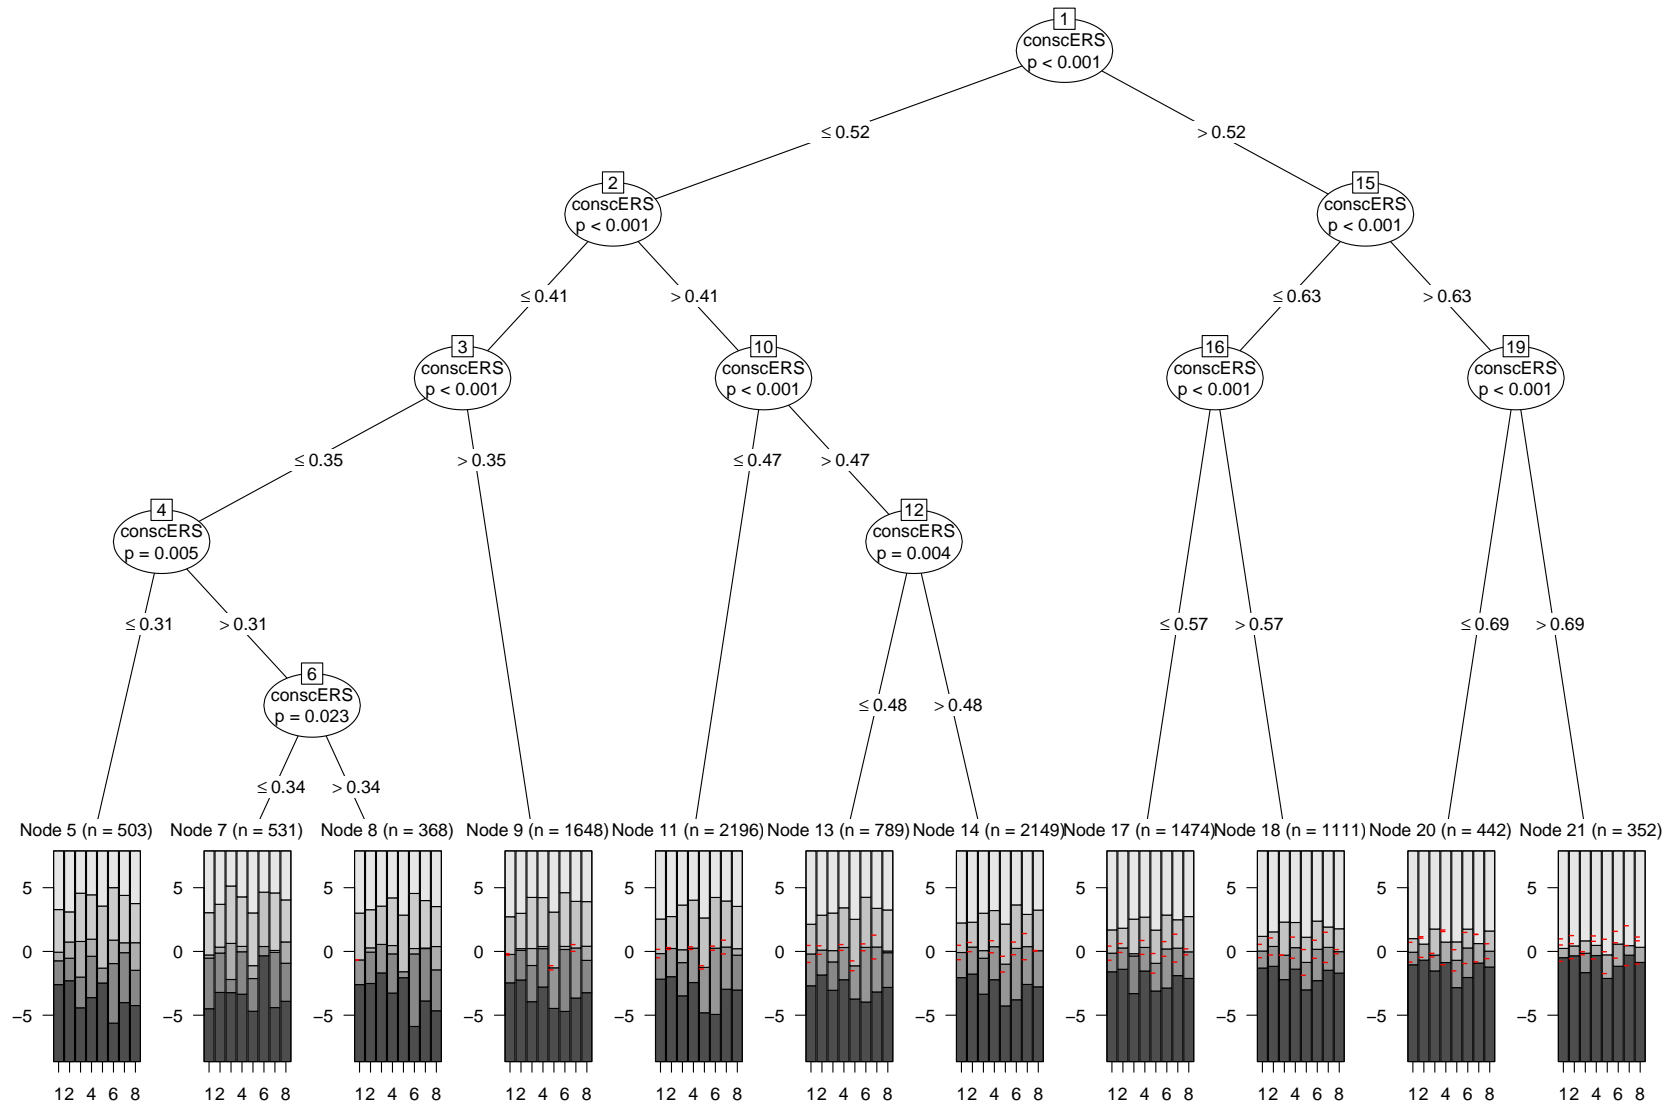 1
conscERS
p < 0.001
≤ 0.52 > 0.52
2 15
conscERS conscERS
p < 0.001 p < 0.001
≤ 0.41 > 0.41 ≤ 0.63 > 0.63
3 10 16 19
conscERS conscERS conscERS conscERS
p < 0.001 p < 0.001 p < 0.001 p < 0.001
≤ 0.35 > 0.35 ≤ 0.47 > 0.47
4 12
conscERS conscERS
p = 0.005 p = 0.004
≤ 0.31 > 0.31 ≤ 0.57 > 0.57 ≤ 0.69 > 0.69
6
conscERS
p = 0.023
≤ 0.48 > 0.48
≤ 0.34 > 0.34
Node 5 (n = 503) Node 7 (n = 531) Node 8 (n = 368) Node 9 (n = 1648) Node 11 (n = 2196) Node 13 (n = 789) Node 14 (n = 2149) Node 17 (n = 1474) Node 18 (n = 1111) Node 20 (n = 442) Node 21 (n = 352)
5 5 5 5 5 5 5 5 5 5 5
0 0 0 0 0 0 0 0 0 0 0
−5 −5 −5 −5 −5 −5 −5 −5 −5 −5 −5
12 4 6 8 12 4 6 8 12 4 6 8 12 4 6 8 12 4 6 8 12 4 6 8 12 4 6 8 12 4 6 8 12 4 6 8 12 4 6 8 12 4 6 8